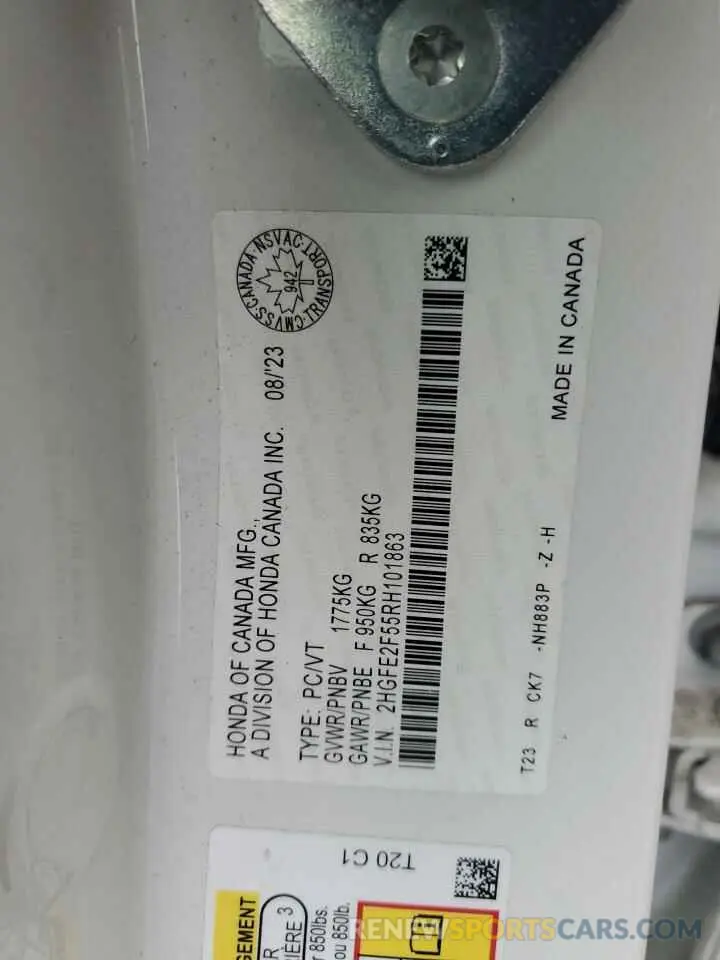 CMVSS·CANADA·NSVAC·TRANSPORT·
942
HONDA OF CANADA MFG.,
A DIVISION OF HONDA CANADA INC. 08/'23
TYPE: PC/VT
GVWR/PNBV 1775KG
GAWR/PNBE F 950KG R 835KG
V.I.N. 2HGFE2F55RH101863
T23 R CK7 -NH883P -Z -H
MADE IN CANADA
T20 C1
RENEWSPORTSCARS.COM